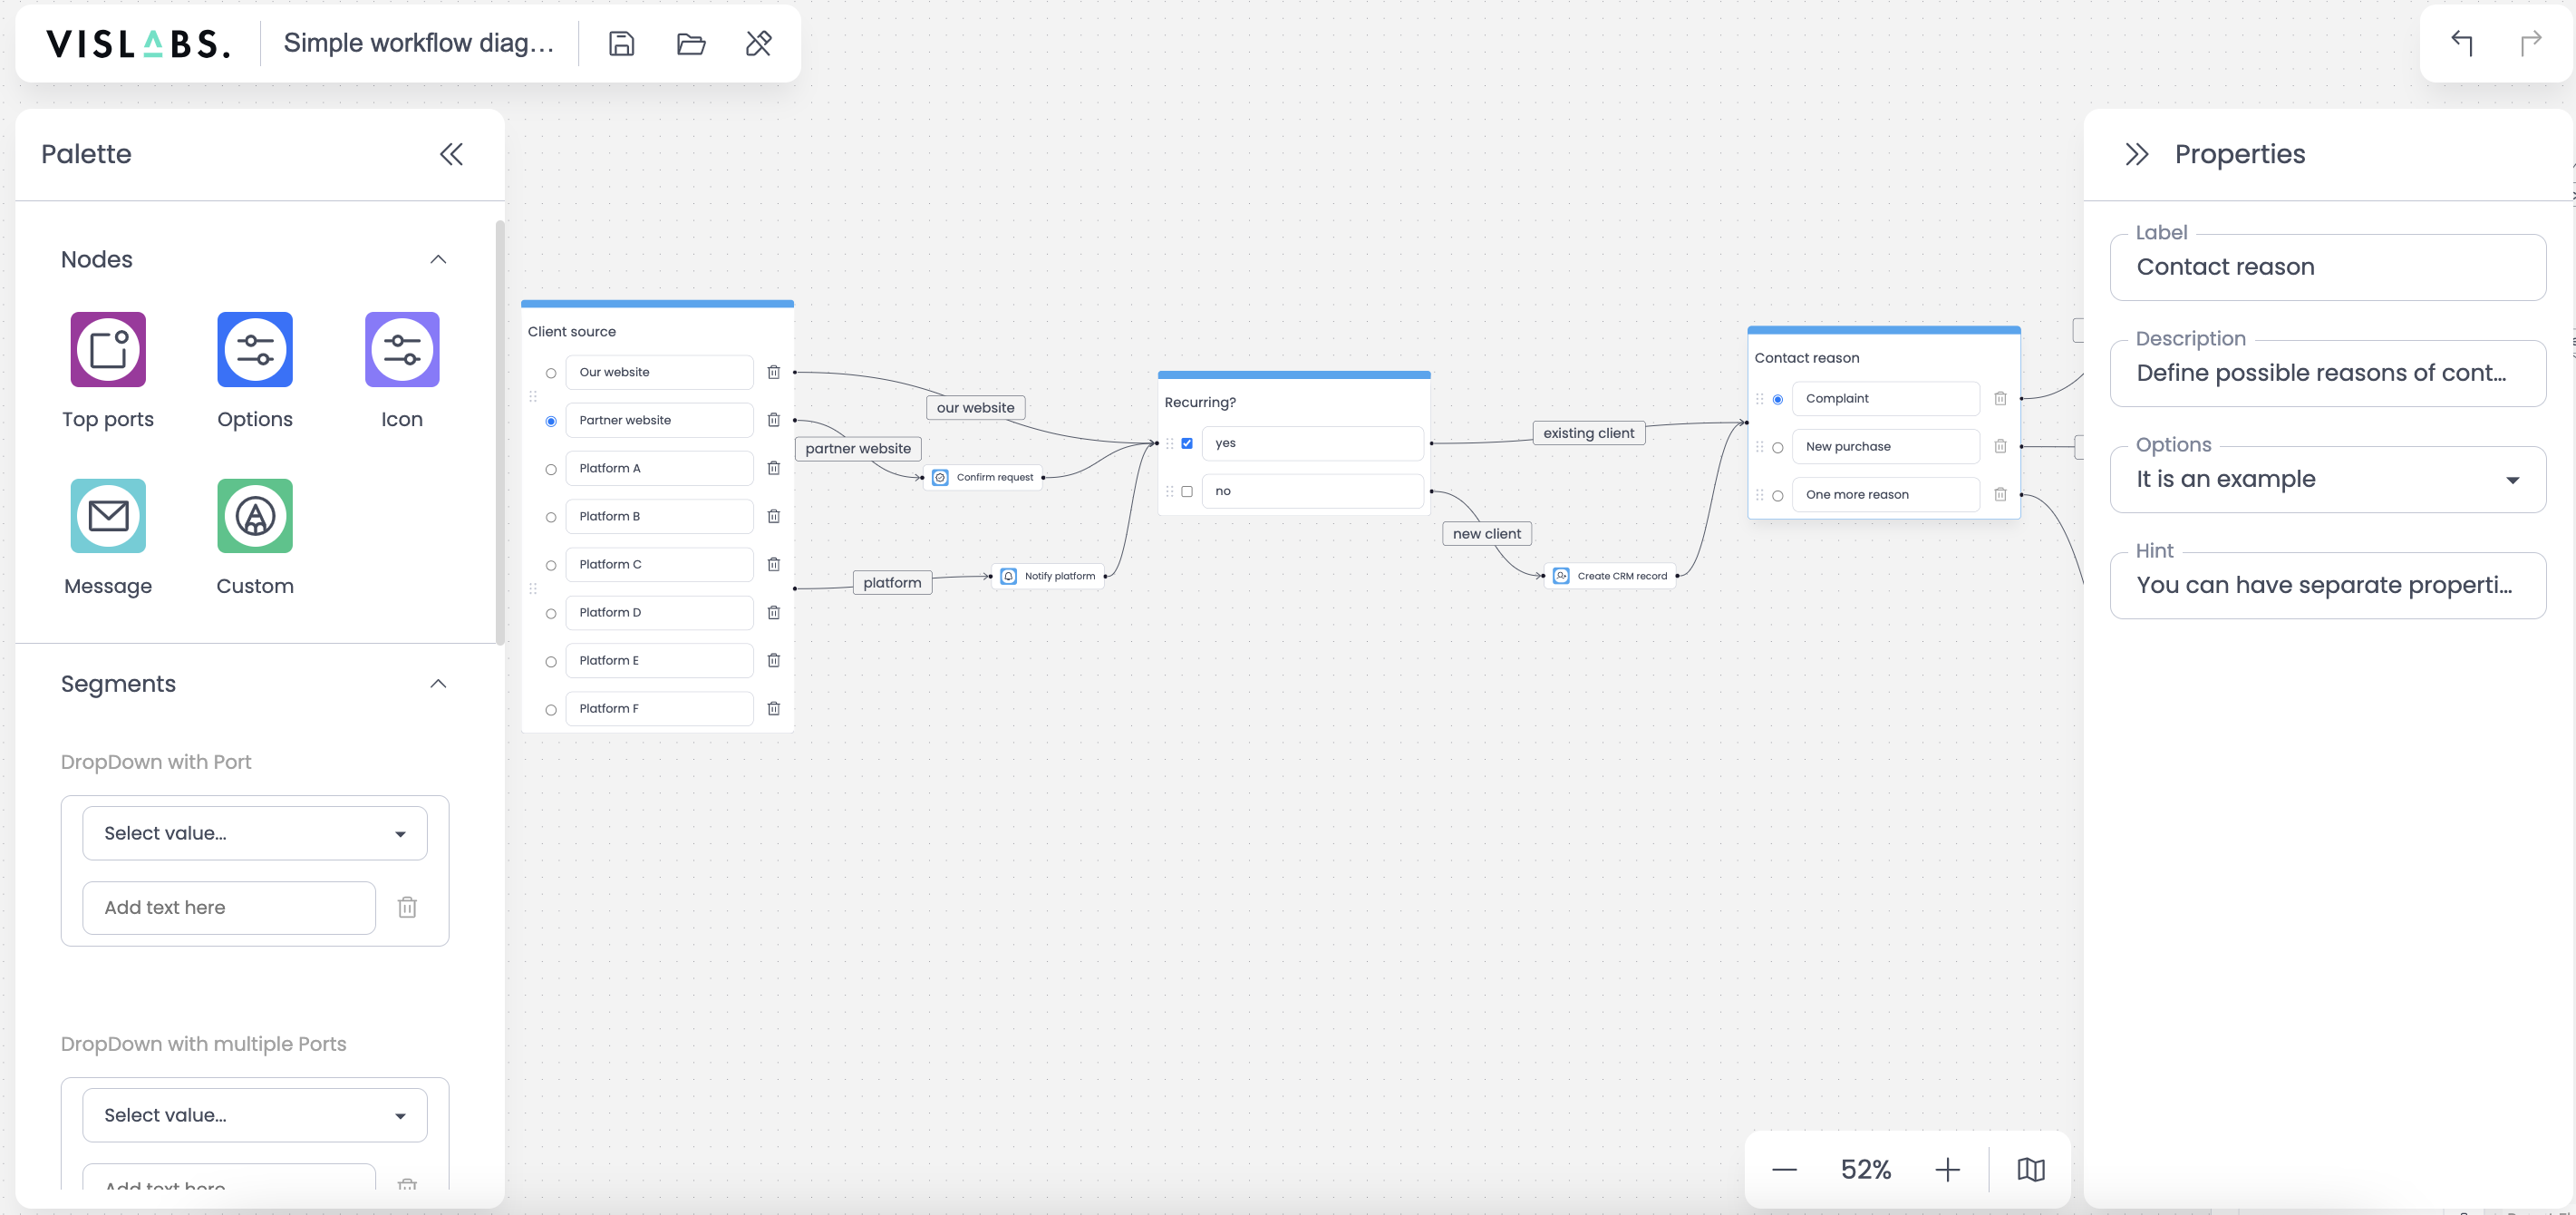 VISLABS.
Simple workflow diag...
Palette
Nodes
Top ports
Options
Icon
Message
Custom
Segments
DropDown with Port
Select value...
Add text here
DropDown with multiple Ports
Select value...
Add text here
Client source
Our website
Partner website
Platform A
Platform B
Platform C
Platform D
Platform E
Platform F
our website
partner website
Confirm request
platform
Notify platform
Recurring?
yes
no
existing client
new client
Create CRM record
Contact reason
Complaint
New purchase
One more reason
52%
Properties
Label
Contact reason
Description
Define possible reasons of cont...
Options
It is an example
Hint
You can have separate properti...